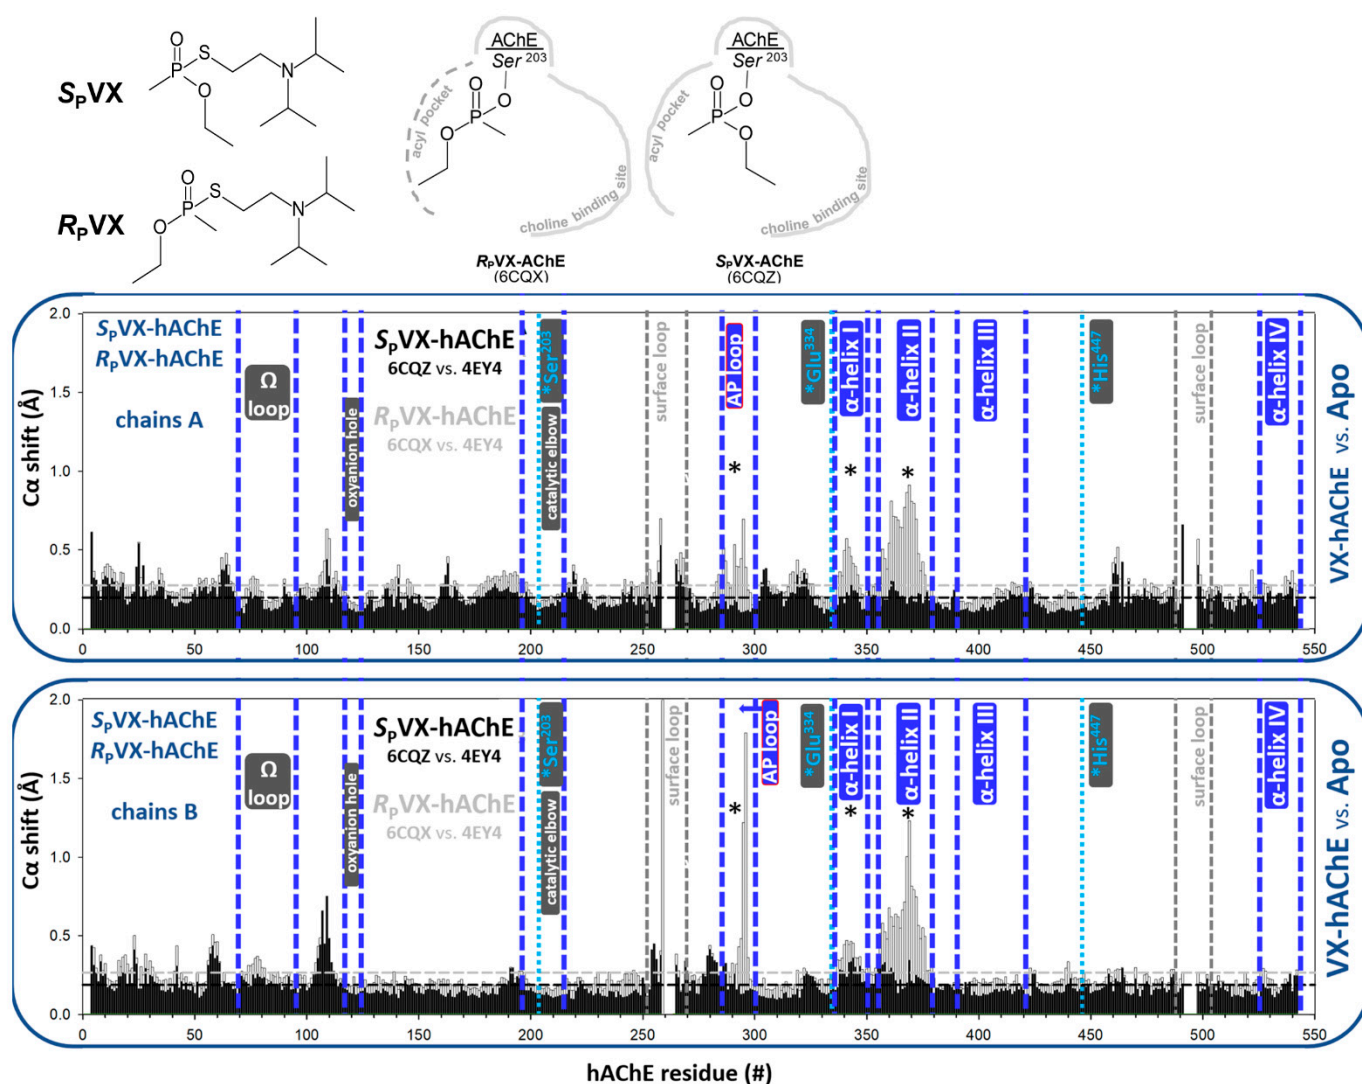 SPVX
O
P
S
N
O
RPVX
O
P
S
N
O
AChE
Ser 203
O
O
P
O
acyl pocket
choline binding site
RPVX-AChE
(6CQX)
AChE
Ser 203
O
O
P
O
acyl pocket
choline binding site
SPVX-AChE
(6CQZ)
Cα shift (Å)
2.0
1.5
1.0
0.5
0.0
SPVX-hAChE
RPVX-hAChE
chains A
Ω
loop
oxyanion hole
SPVX-hAChE
6CQZ vs. 4EY4
RPVX-hAChE
6CQX vs. 4EY4
*Ser203
catalytic elbow
surface loop
AP loop
*
*Glu334
α-helix I
*
α-helix II
*
α-helix III
*His447
surface loop
α-helix IV
0 50 100 150 200 250 300 350 400 450 500 550
VX-hAChE vs. Apo
Cα shift (Å)
2.0
1.5
1.0
0.5
0.0
SPVX-hAChE
RPVX-hAChE
chains B
Ω
loop
oxyanion hole
SPVX-hAChE
6CQZ vs. 4EY4
RPVX-hAChE
6CQX vs. 4EY4
*Ser203
catalytic elbow
surface loop
*
AP loop
*Glu334
α-helix I
*
α-helix II
*
α-helix III
*His447
surface loop
α-helix IV
0 50 100 150 200 250 300 350 400 450 500 550
VX-hAChE vs. Apo
hAChE residue (#)